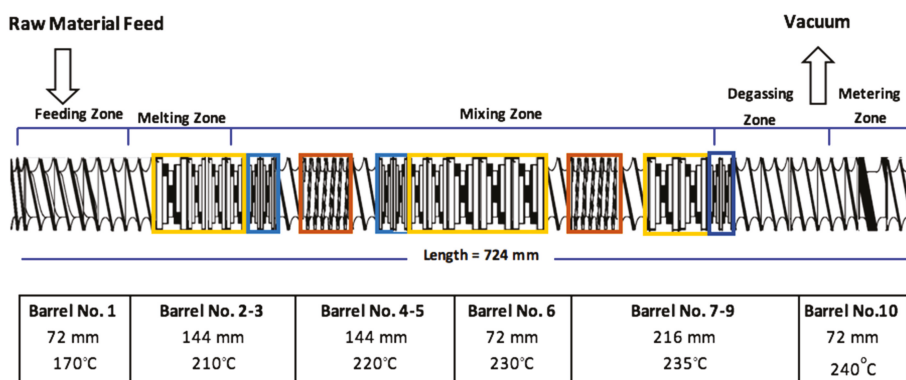 Raw Material Feed
Vacuum
Feeding Zone
Melting Zone
Mixing Zone
Degassing
Zone
Metering
Zone
Length = 724 mm
Barrel No. 1
72 mm
170°C
Barrel No. 2-3
144 mm
210°C
Barrel No. 4-5
144 mm
220°C
Barrel No. 6
72 mm
230°C
Barrel No. 7-9
216 mm
235°C
Barrel No.10
72 mm
240°C